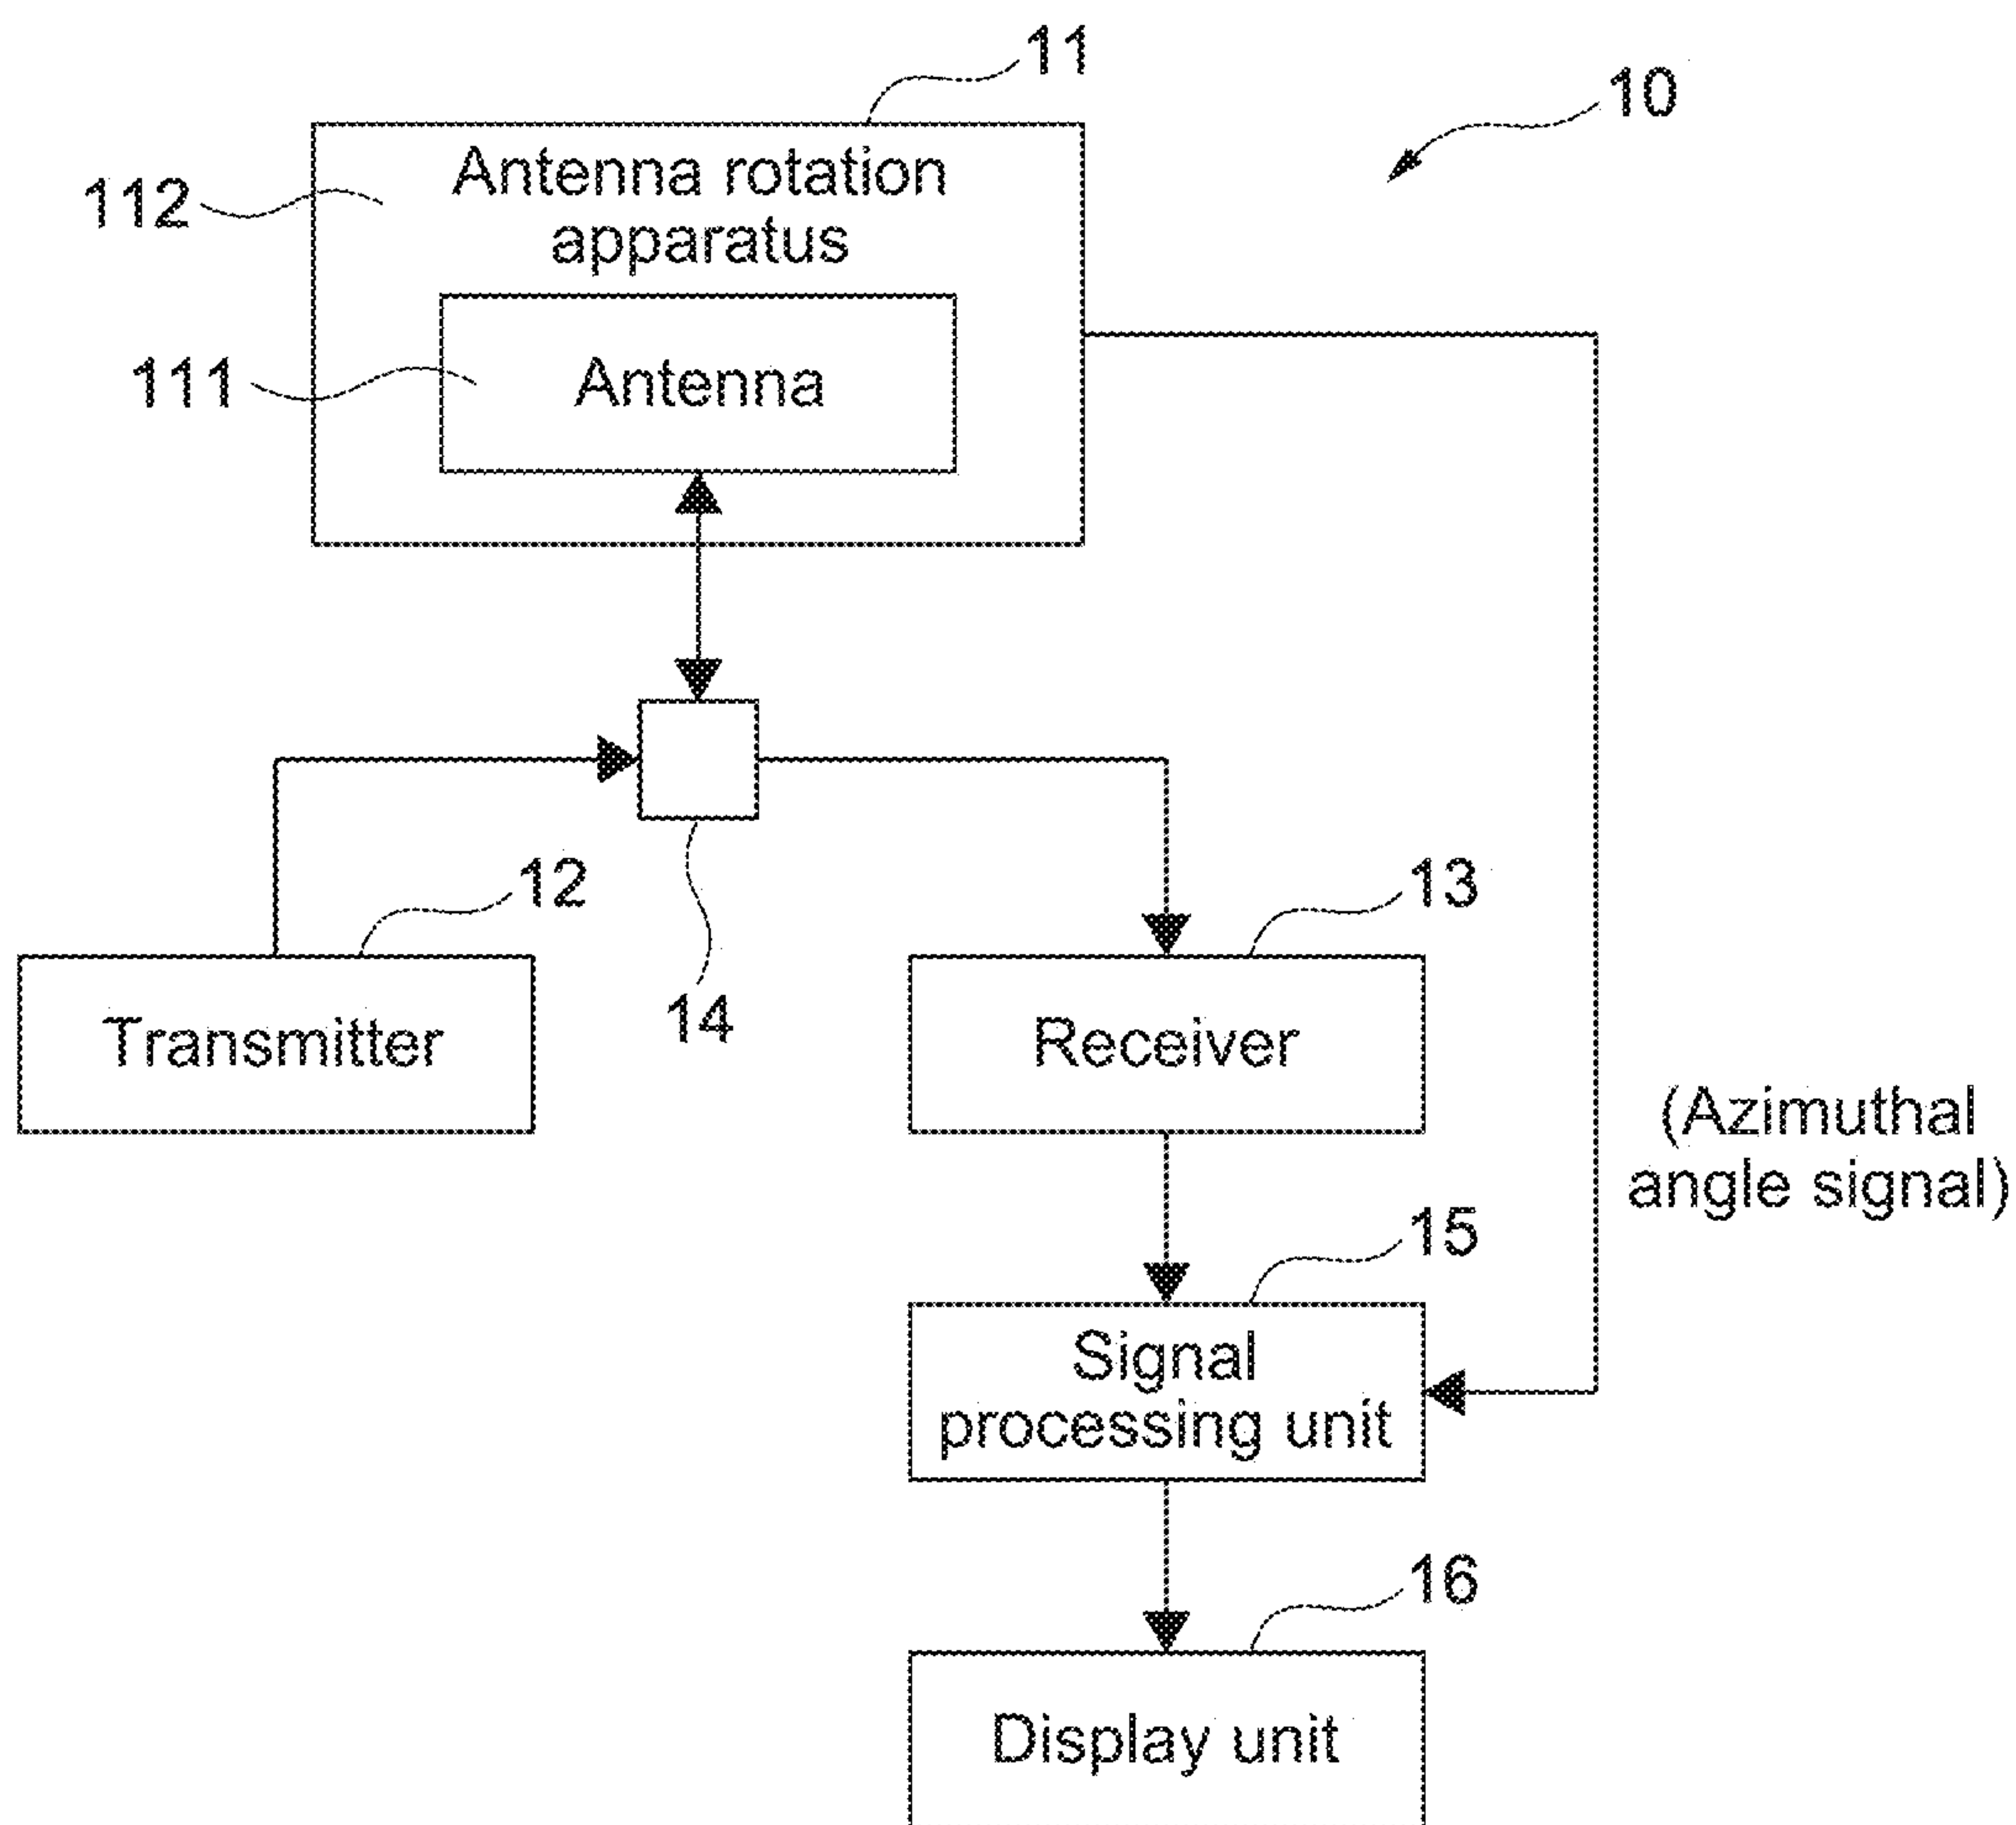 11
10
Antenna rotation
apparatus
112
111
Antenna
12
13
14
Transmitter
Receiver
(Azimuthal
angle signal)
15
Signal
processing unit
16
Display unit